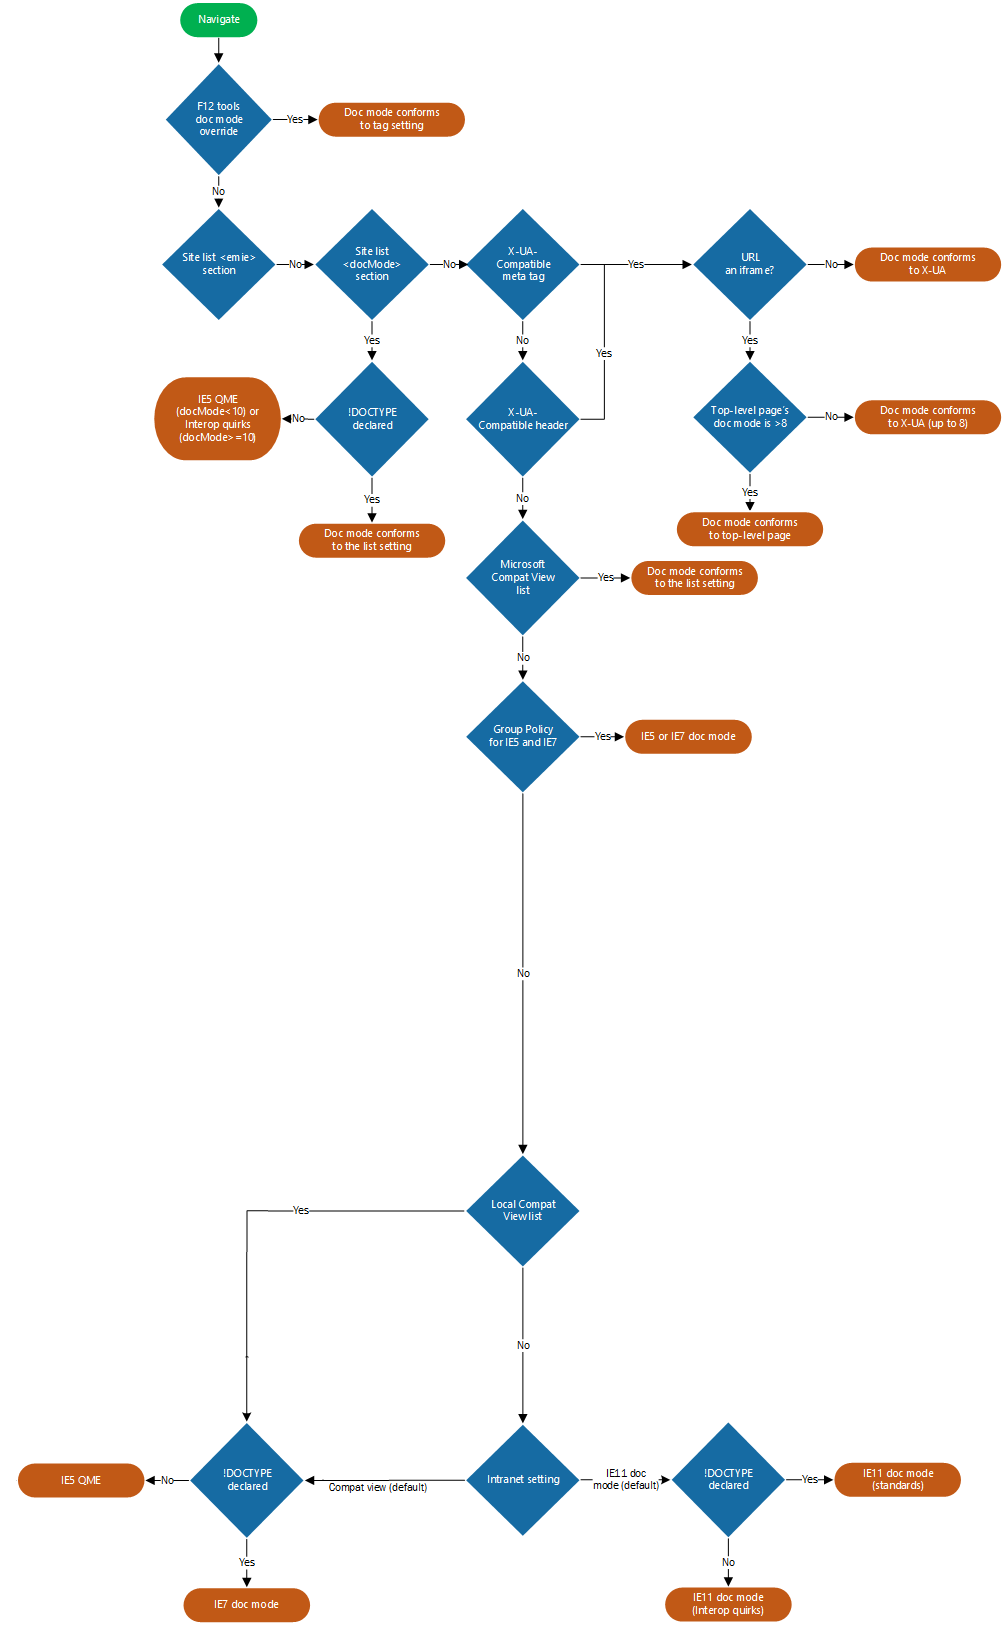 Navigate
F12 tools
doc mode
override
Yes
Doc mode conforms
to tag setting
No
Site list <emie>
section
No
Site list
<docMode>
section
No
X-UA-
Compatible
meta tag
Yes
URL
an iframe?
No
Doc mode conforms
to X-UA
Yes
No
Yes
Yes
IE5 QME
(docMode<10) or
Interop quirks
(docMode>=10)
No
!DOCTYPE
declared
X-UA-
Compatible header
Top-level page's
doc mode is >8
No
Doc mode conforms
to X-UA (up to 8)
Yes
No
Yes
Doc mode conforms
to the list setting
Doc mode conforms
to top-level page
Microsoft
Compat View
list
Yes
Doc mode conforms
to the list setting
No
Group Policy
for IE5 and IE7
Yes
IE5 or IE7 doc mode
No
Local Compat
View list
Yes
No
IE5 QME
No
!DOCTYPE
declared
Compat view (default)
Intranet setting
IE11 doc
mode (default)
!DOCTYPE
declared
Yes
IE11 doc mode
(standards)
Yes
No
IE7 doc mode
IE11 doc mode
(Interop quirks)